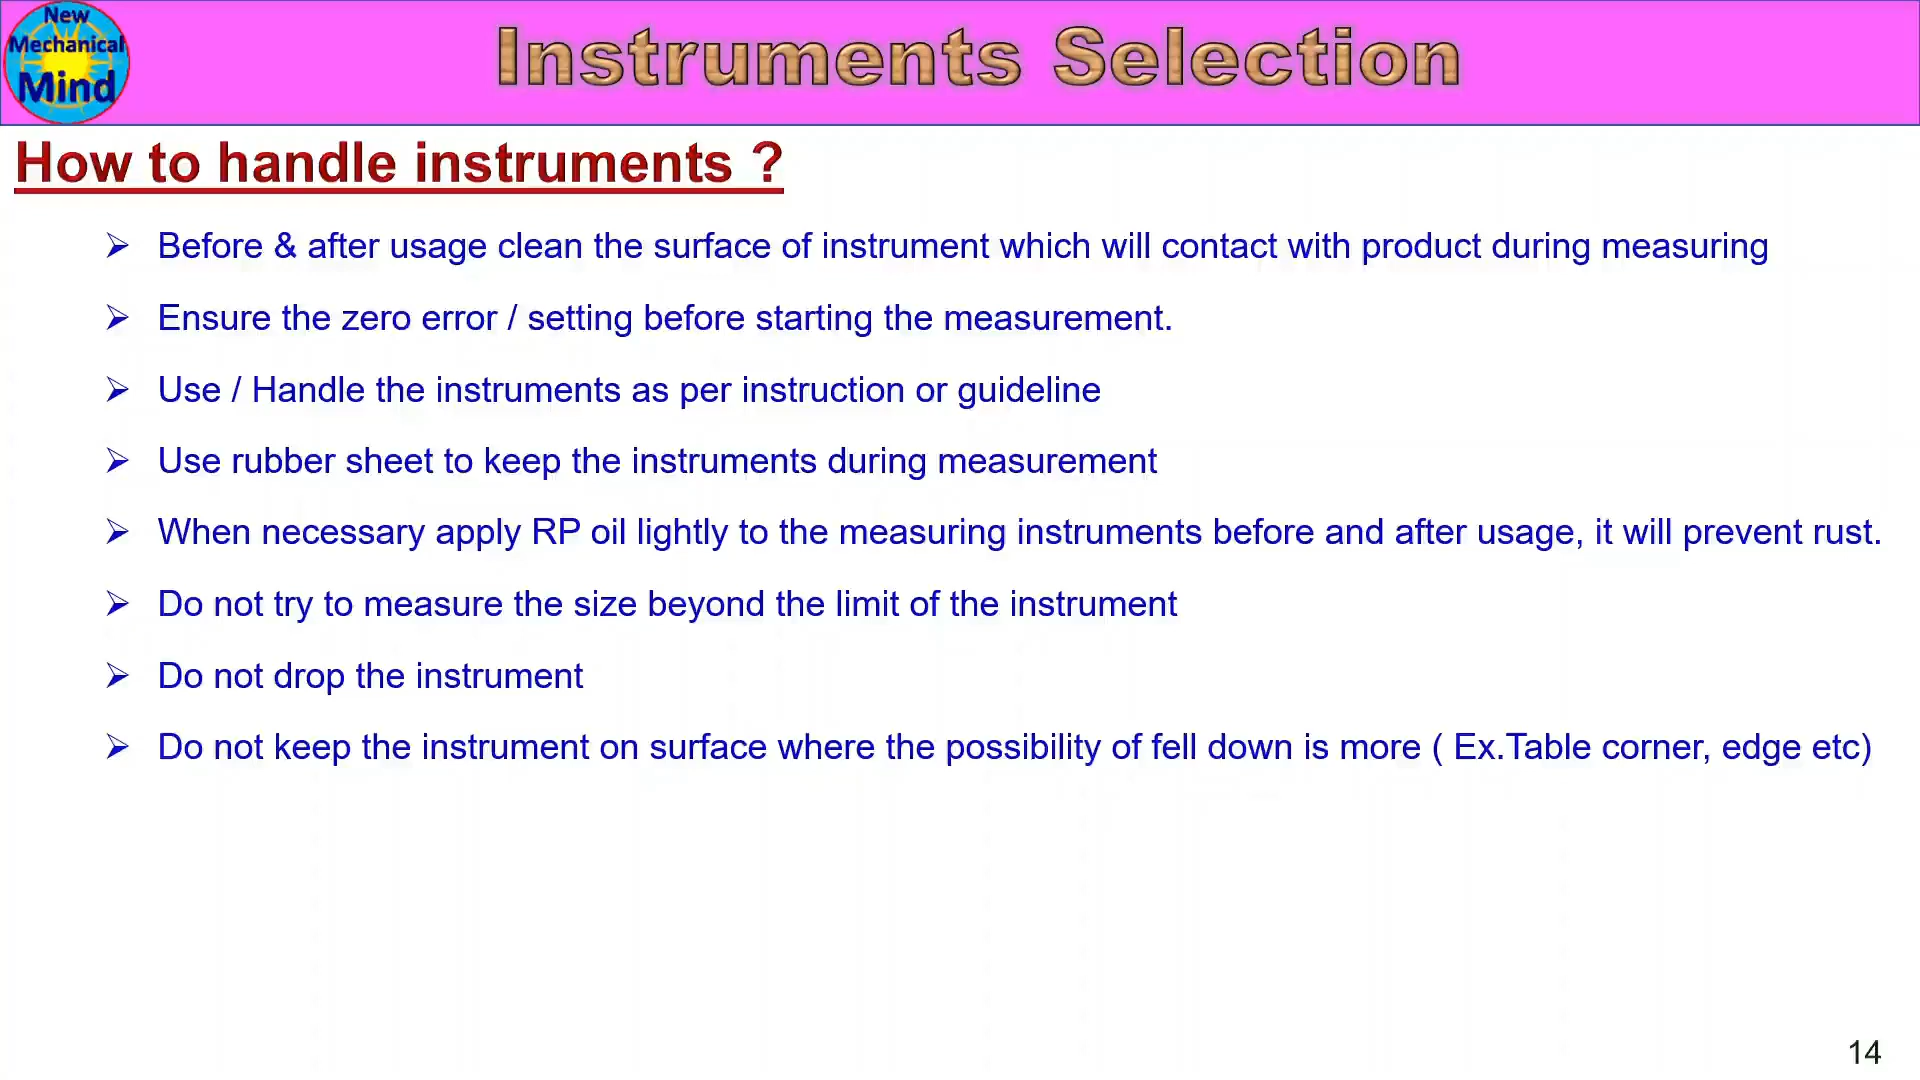 New
Mechanical
Mind
Instruments Selection
How to handle instruments ?
➢ Before & after usage clean the surface of instrument which will contact with product during measuring
➢ Ensure the zero error / setting before starting the measurement.
➢ Use / Handle the instruments as per instruction or guideline
➢ Use rubber sheet to keep the instruments during measurement
➢ When necessary apply RP oil lightly to the measuring instruments before and after usage, it will prevent rust.
➢ Do not try to measure the size beyond the limit of the instrument
➢ Do not drop the instrument
➢ Do not keep the instrument on surface where the possibility of fell down is more ( Ex.Table corner, edge etc)
14